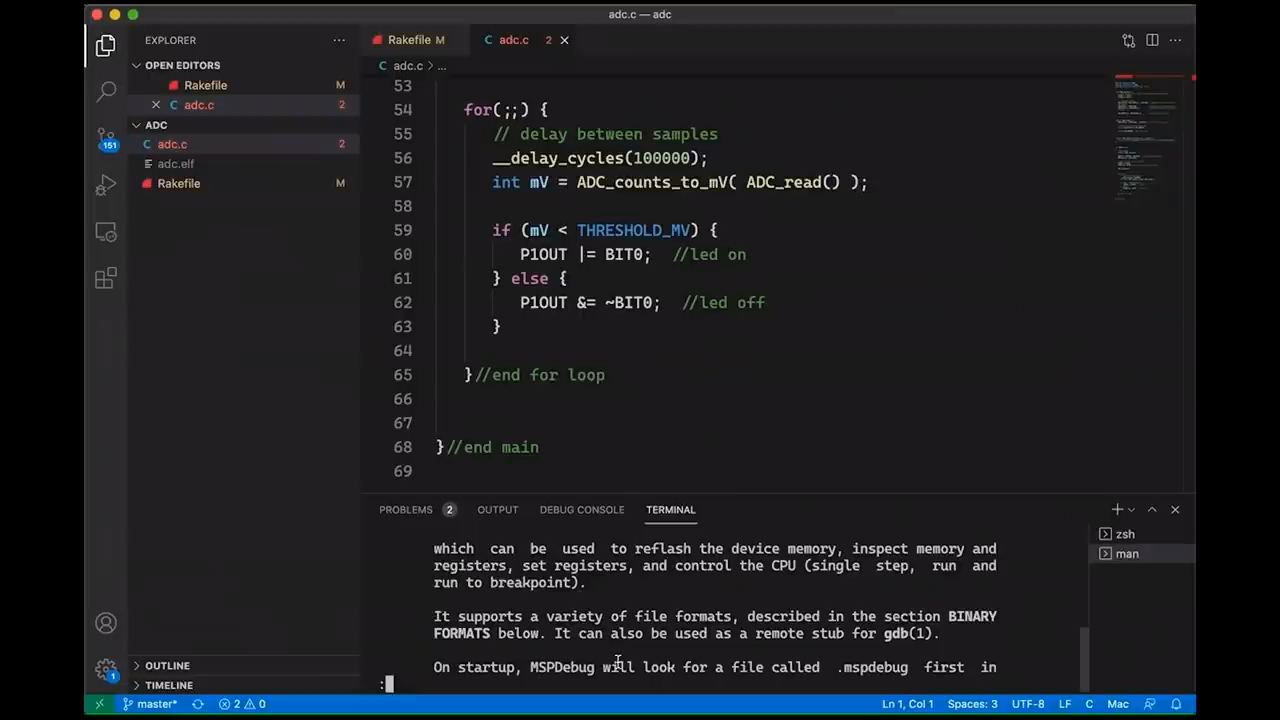 adc.c — adc
EXPLORER
OPEN EDITORS
Rakefile M
adc.c 2
ADC
adc.c 2
adc.elf
Rakefile M
OUTLINE
TIMELINE
151
1
Rakefile M
adc.c 2
adc.c > ...
53
54 for(;;) {
55 // delay between samples
56 __delay_cycles(100000);
57 int mV = ADC_counts_to_mV( ADC_read() );
58
59 if (mV < THRESHOLD_MV) {
60 P1OUT |= BIT0; //led on
61 } else {
62 P1OUT &= ~BIT0; //led off
63 }
64
65 }//end for loop
66
67
68 }//end main
69
PROBLEMS 2 OUTPUT DEBUG CONSOLE TERMINAL
zsh
man
which can be used to reflash the device memory, inspect memory and
registers, set registers, and control the CPU (single step, run and
run to breakpoint).
It supports a variety of file formats, described in the section BINARY
FORMATS below. It can also be used as a remote stub for gdb(1).
On startup, MSPDebug will look for a file called .mspdebug first in
:
master* 2 0 Ln 1, Col 1 Spaces: 3 UTF-8 LF C Mac